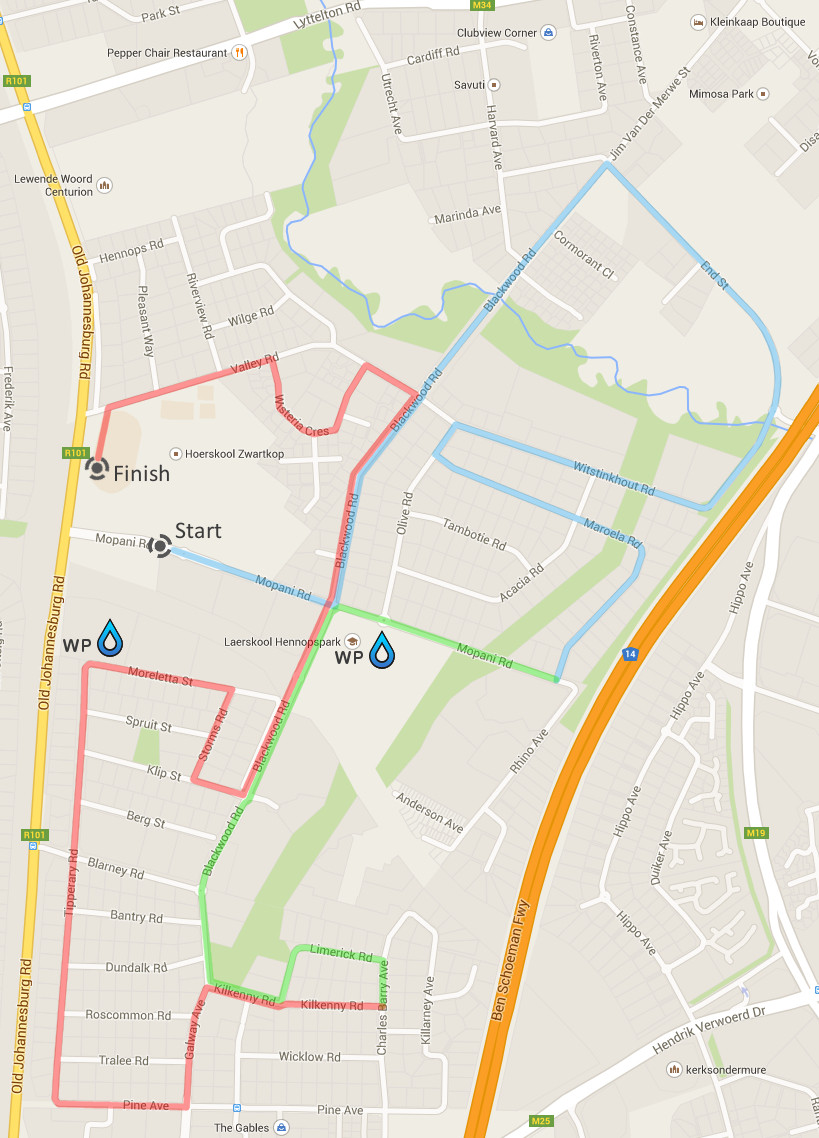 Park St
Lyttelton Rd
M34
Clubview Corner
Kleinkaap Boutique
Pepper Chair Restaurant
Cardiff Rd
Riverton Ave
Constance Ave
R101
Savuti
Utrecht Ave
Harvard Ave
Jim Van Der Merwe St
Mimosa Park
Lewende Woord
Centurion
Marinda Ave
Hennops Rd
Old Johannesburg Rd
Pleasant Way
Riverview Rd
Wilge Rd
Cormorant Cl
End St
Blackwood Rd
Frederik Ave
Valley Rd
Wisteria Cres
Blackwood Rd
R101
Hoerskool Zwartkop
Finish
Witstinkhout Rd
Start
Mopani
Blackwood Rd
Olive Rd
Tambotie Rd
Maroela Rd
Mopani Rd
Acacia Rd
Hippo Ave
Old Johannesburg Rd
WP
Laerskool Hennopspark
WP
Mopani Rd
14
Moreletta St
Hippo Ave
Spruit St
Storms Rd
Blackwood Rd
Rhino Ave
Klip St
Anderson Ave
Hippo Ave
Berg St
R101
M19
Blackwood Rd
Duiker Ave
Blarney Rd
Tipperary Rd
Bantry Rd
Hippo Ave
Ben Schoeman Fwy
Limerick Rd
Dundalk Rd
Kilkenny Rd
Kilkenny Rd
Charles Barry Ave
Killarney Ave
Old Johannesburg Rd
Roscommon Rd
Galway Ave
Hendrik Verwoerd Dr
Tralee Rd
Wicklow Rd
kerksondermure
Pine Ave
Pine Ave
The Gables
M25